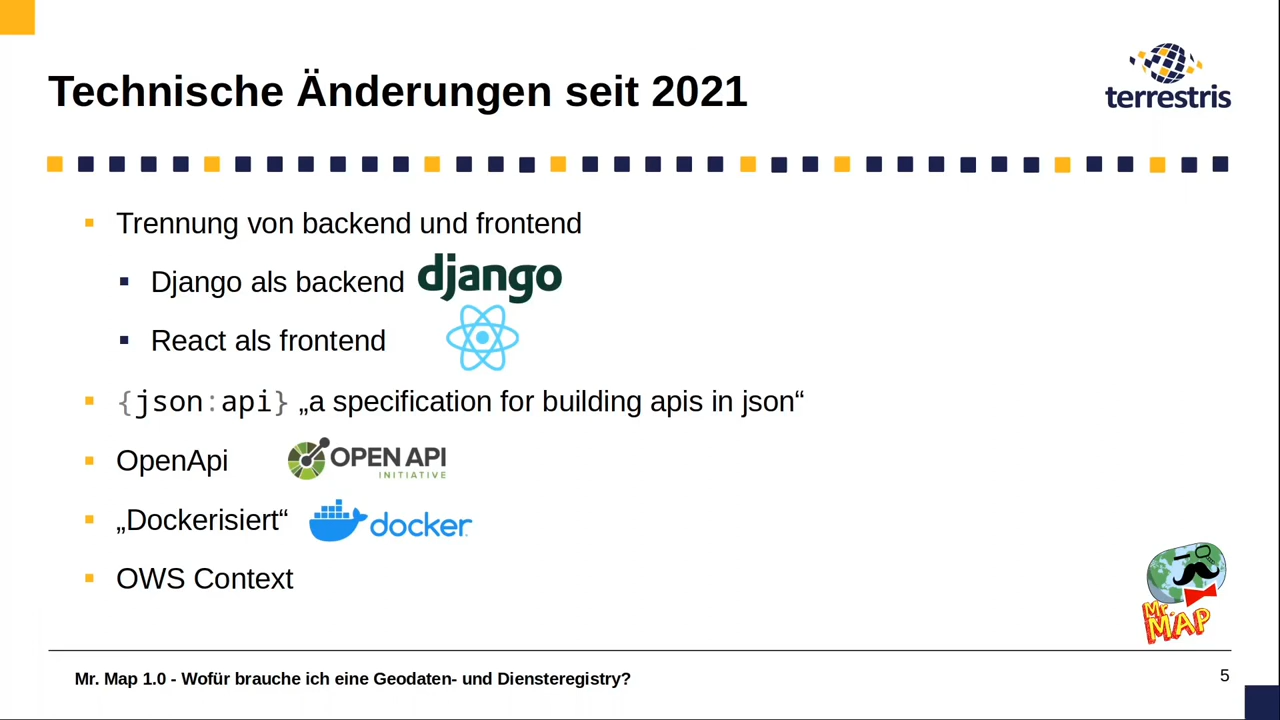 Technische Änderungen seit 2021
terrestris
Trennung von backend und frontend
Django als backend django
React als frontend
{json:api} „a specification for building apis in json“
OpenApi OPEN API INITIATIVE
„Dockerisiert“ docker
OWS Context
Mr. MAP
Mr. Map 1.0 - Wofür brauche ich eine Geodaten- und Diensteregistry?
5